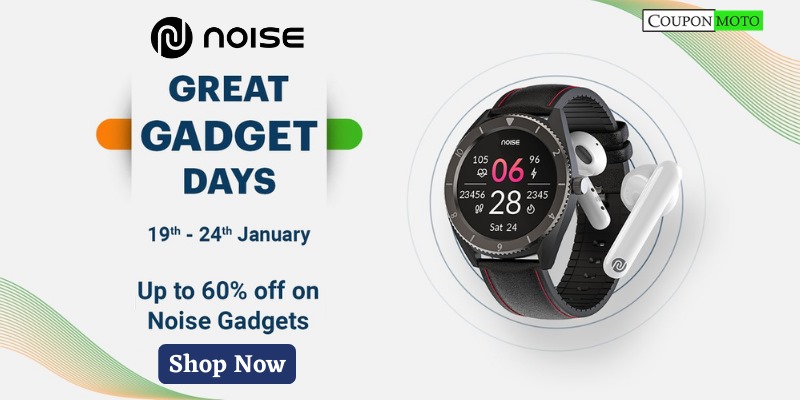 noise
COUPON MOTO
GREAT
GADGET
DAYS
19th - 24th January
Up to 60% off on
Noise Gadgets
Shop Now
noise
105 06 96
23456 28 2345
Sat 24